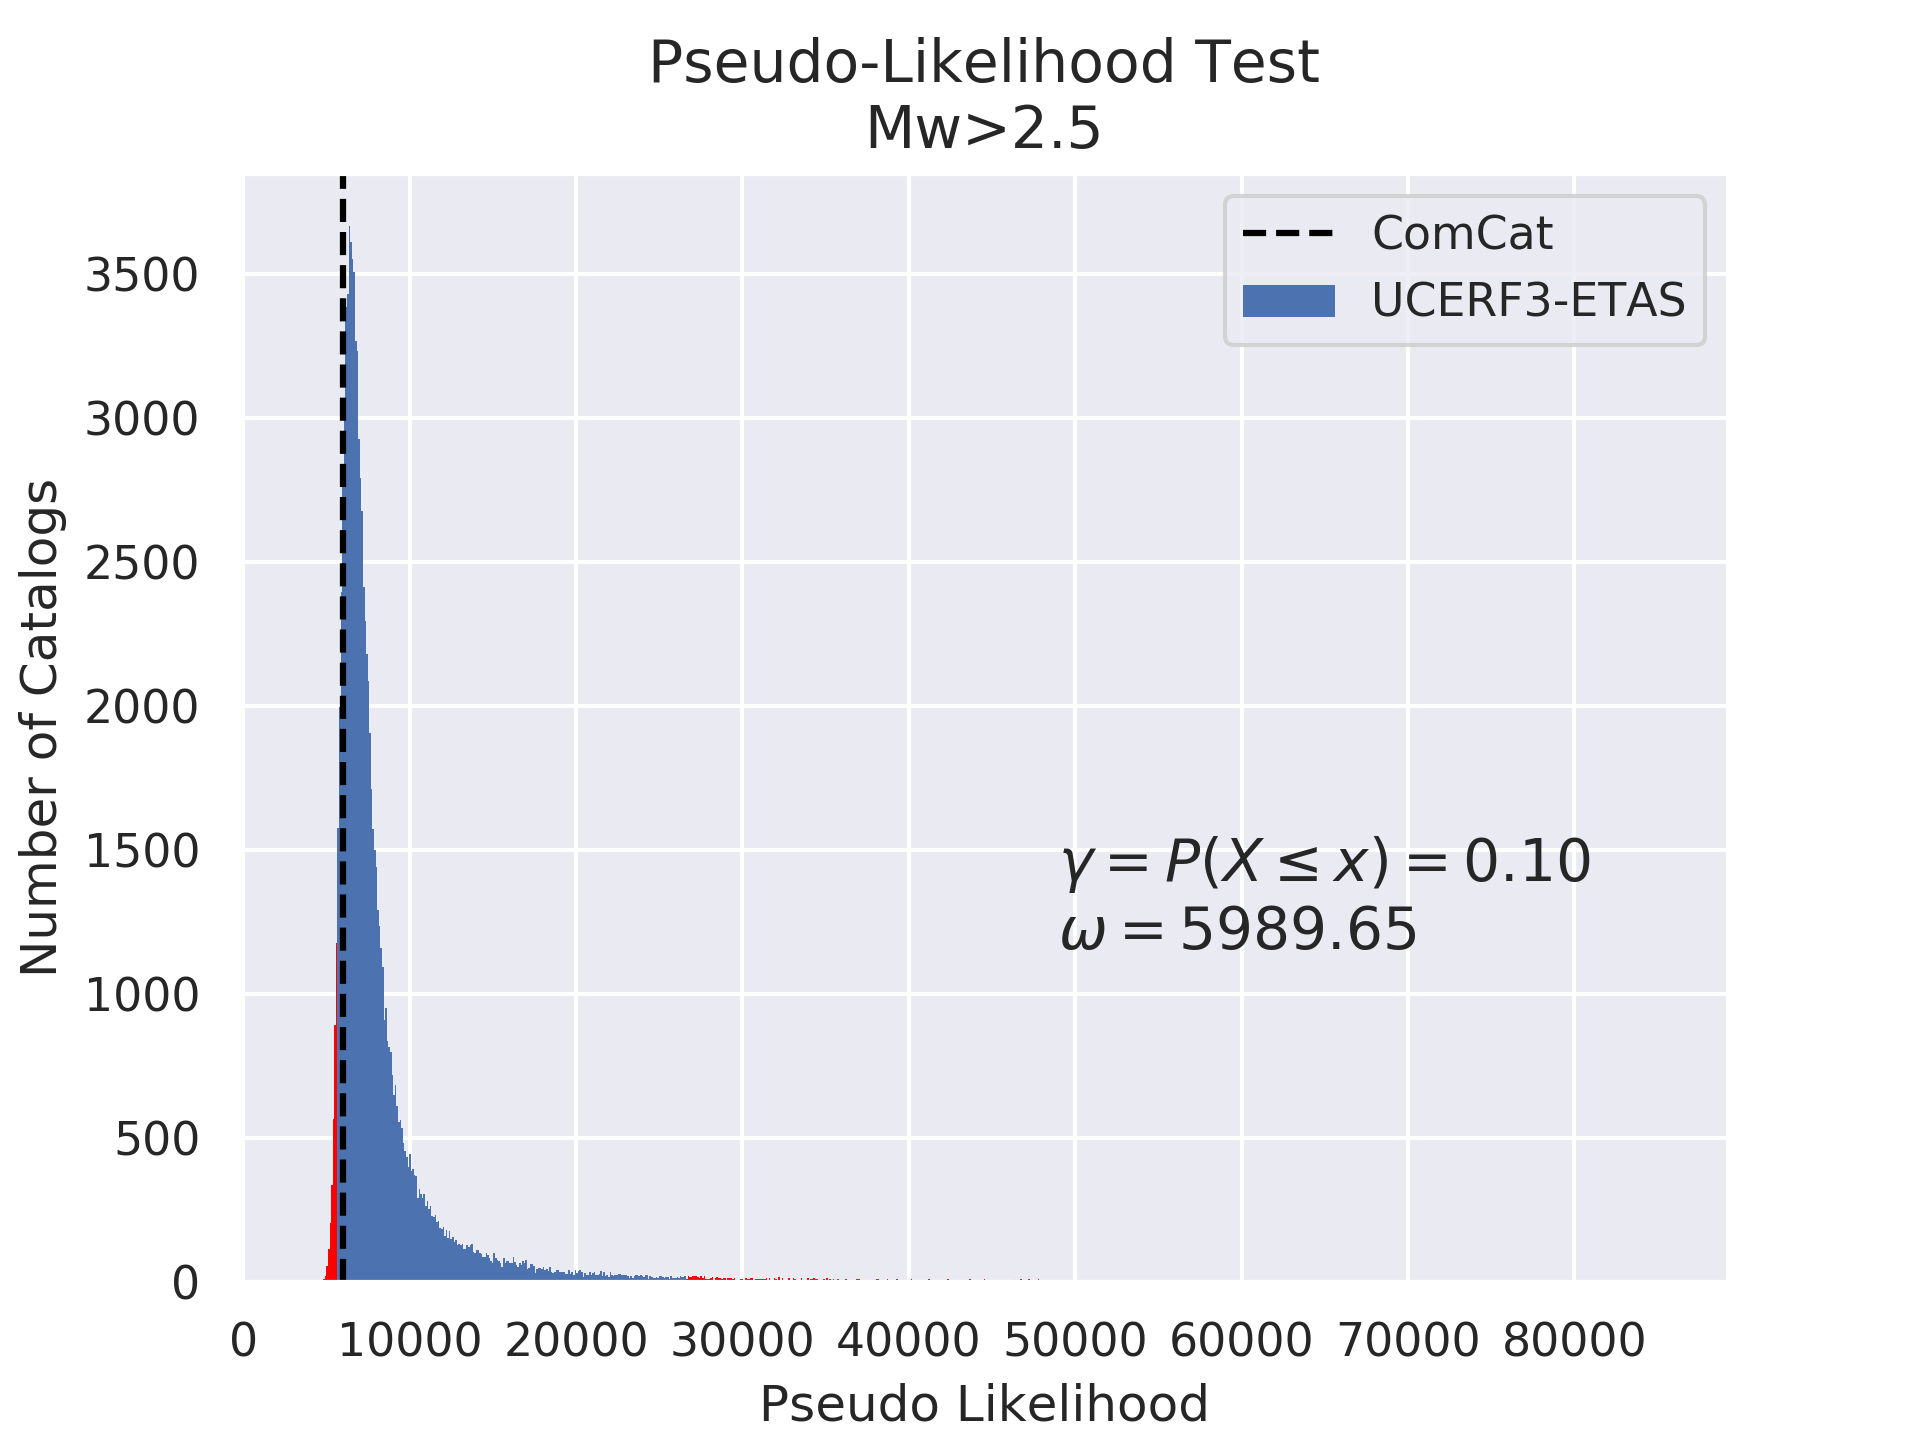 Pseudo-Likelihood Test
Mw>2.5
ComCat
UCERF3-ETAS
3500
3000
2500
2000
1500
1000
500
0
Number of Catalogs
γ = P(X ≤ x) = 0.10
ω = 5989.65
0 10000 20000 30000 40000 50000 60000 70000 80000
Pseudo Likelihood